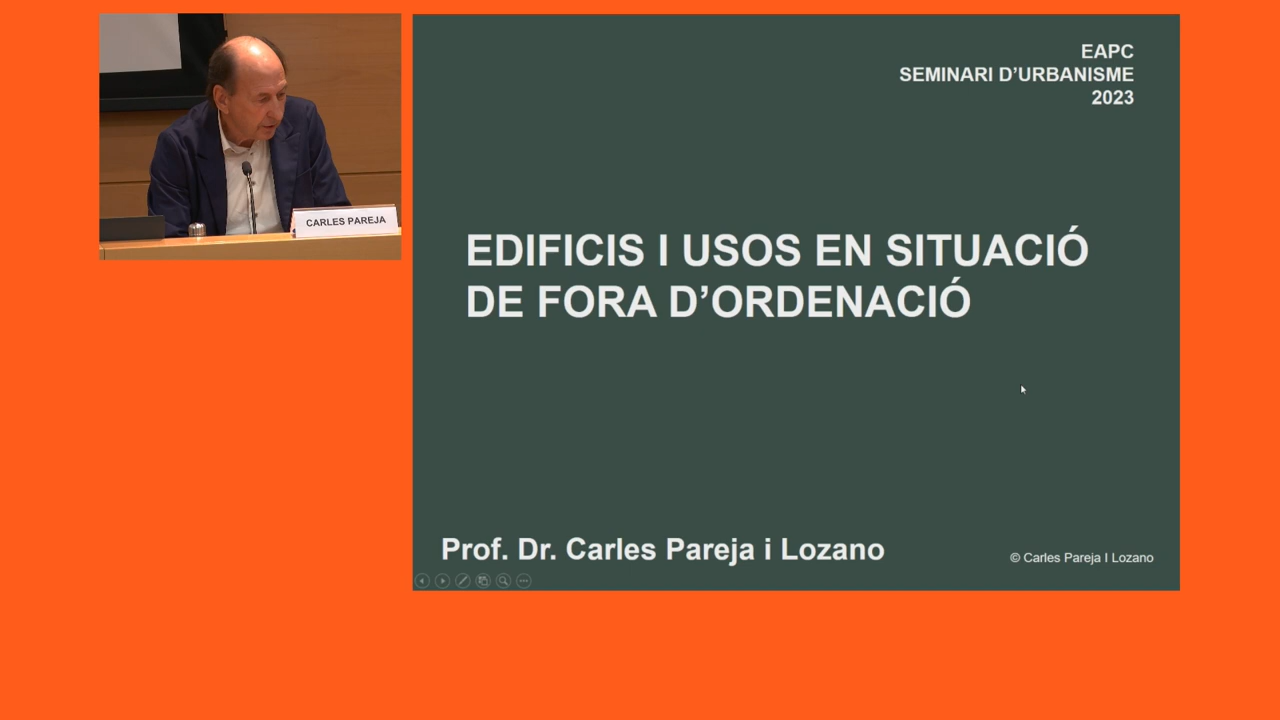 CARLES PAREJA
EAPC
SEMINARI D’URBANISME
2023
EDIFICIS I USOS EN SITUACIÓ
DE FORA D’ORDENACIÓ
Prof. Dr. Carles Pareja i Lozano
© Carles Pareja I Lozano